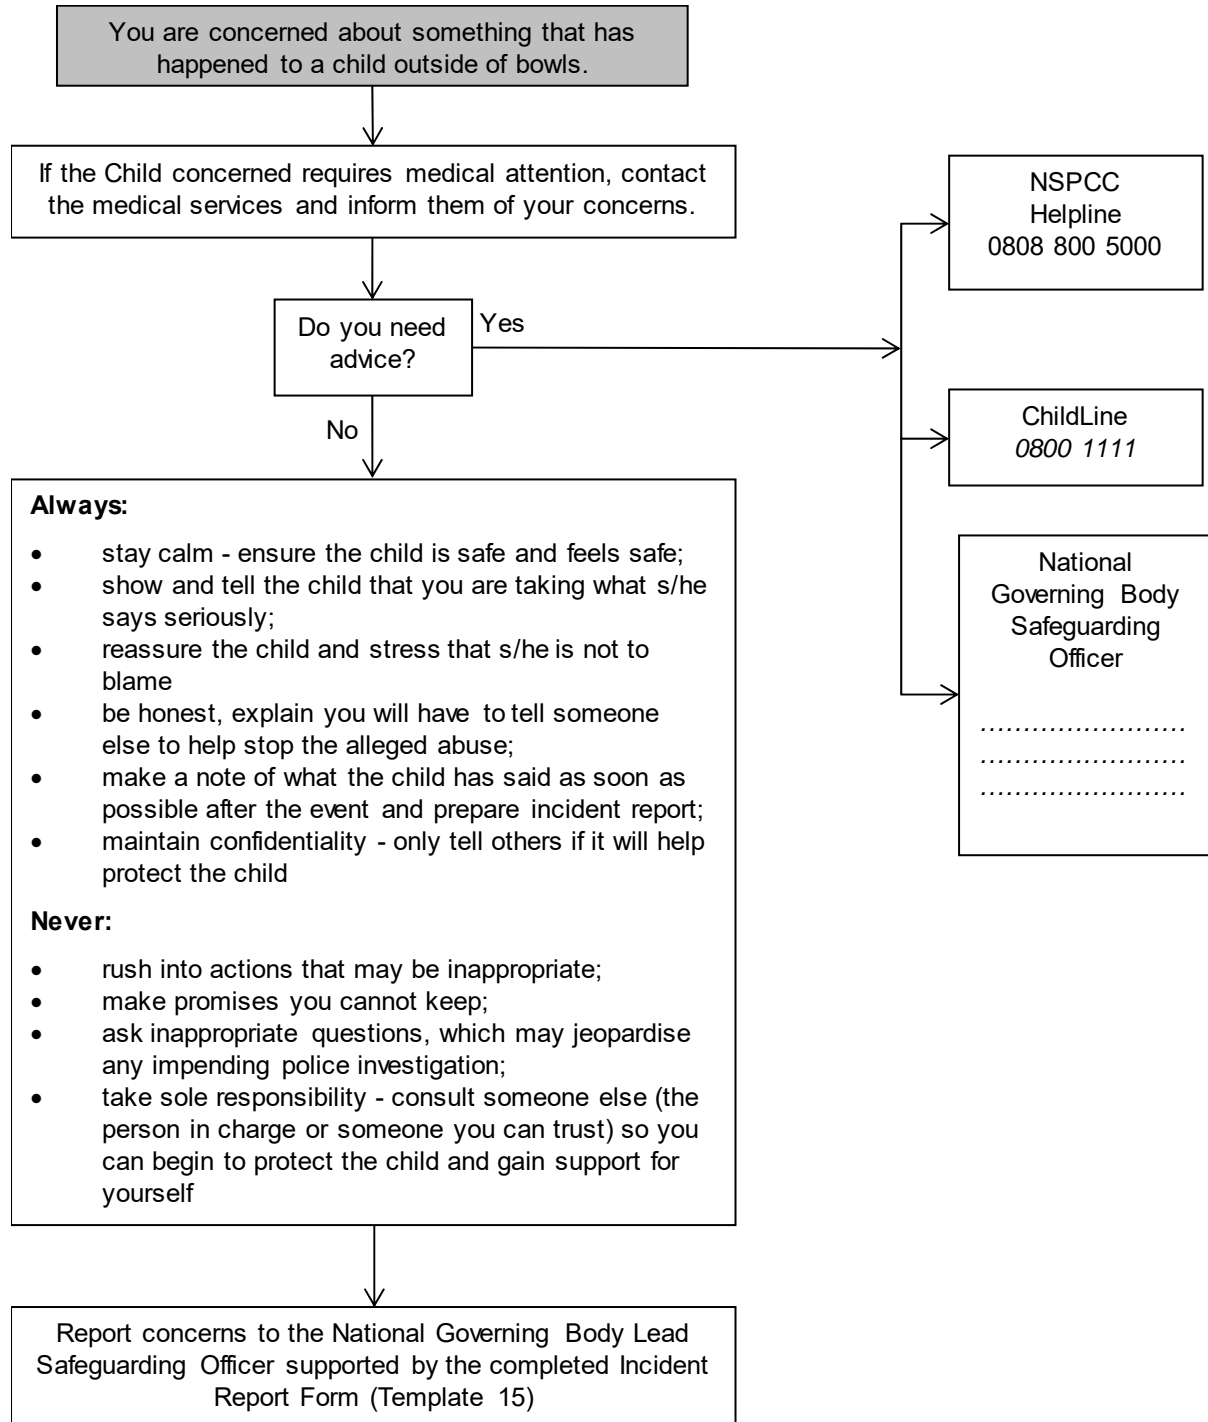 You are concerned about something that has
happened to a child outside of bowls.
If the Child concerned requires medical attention, contact
the medical services and inform them of your concerns.
Do you need
advice?
Yes
No
NSPCC
Helpline
0808 800 5000
ChildLine
0800 1111
National
Governing Body
Safeguarding
Officer
........................
........................
........................
Always:
• stay calm - ensure the child is safe and feels safe;
• show and tell the child that you are taking what s/he
says seriously;
• reassure the child and stress that s/he is not to
blame
• be honest, explain you will have to tell someone
else to help stop the alleged abuse;
• make a note of what the child has said as soon as
possible after the event and prepare incident report;
• maintain confidentiality - only tell others if it will help
protect the child
Never:
• rush into actions that may be inappropriate;
• make promises you cannot keep;
• ask inappropriate questions, which may jeopardise
any impending police investigation;
• take sole responsibility - consult someone else (the
person in charge or someone you can trust) so you
can begin to protect the child and gain support for
yourself
Report concerns to the National Governing Body Lead
Safeguarding Officer supported by the completed Incident
Report Form (Template 15)